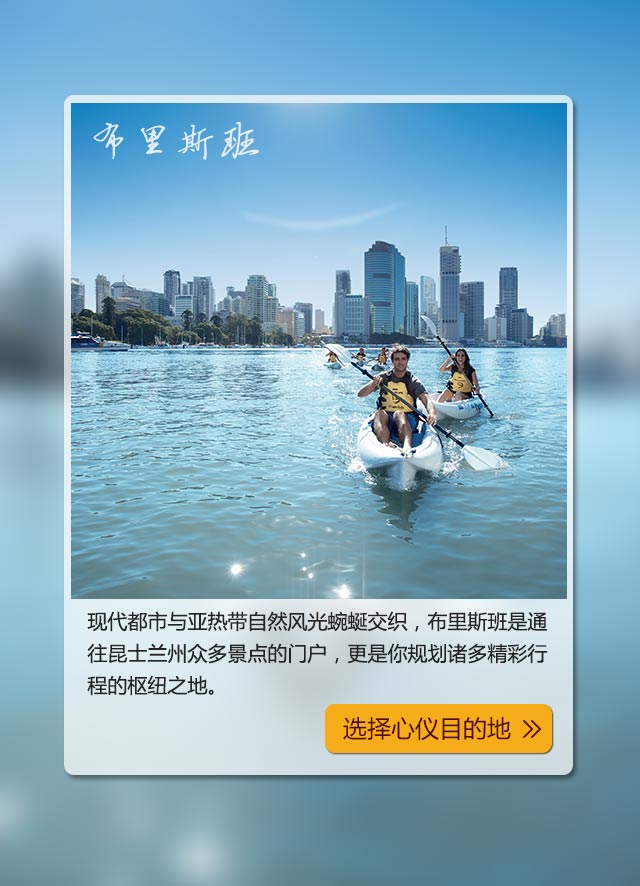 布里斯班
现代都市与亚热带自然风光蜿蜒交织，布里斯班是通
往昆士兰州众多景点的门户，更是你规划诸多精彩行
程的枢纽之地。
选择心仪目的地 »